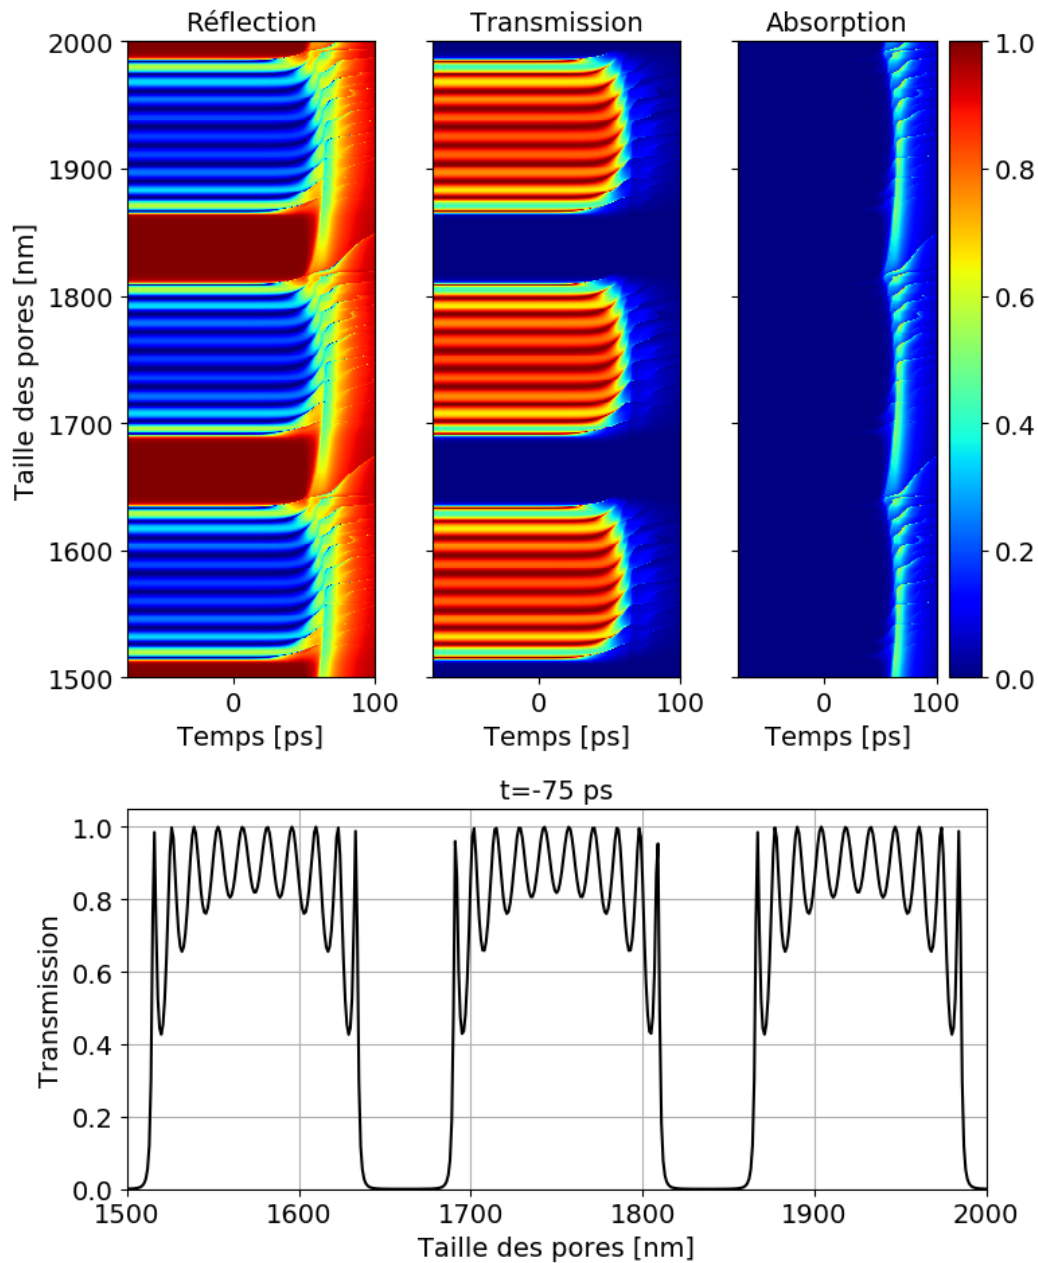 Réflection Transmission Absorption
2000
1900
1800
1700
1600
1500
Taille des pores [nm]
1.0
0.8
0.6
0.4
0.2
0.0
0 100 0 100 0 100
Temps [ps] Temps [ps] Temps [ps]
t=-75 ps
1.0
0.8
0.6
0.4
0.2
0.0
Transmission
1500 1600 1700 1800 1900 2000
Taille des pores [nm]